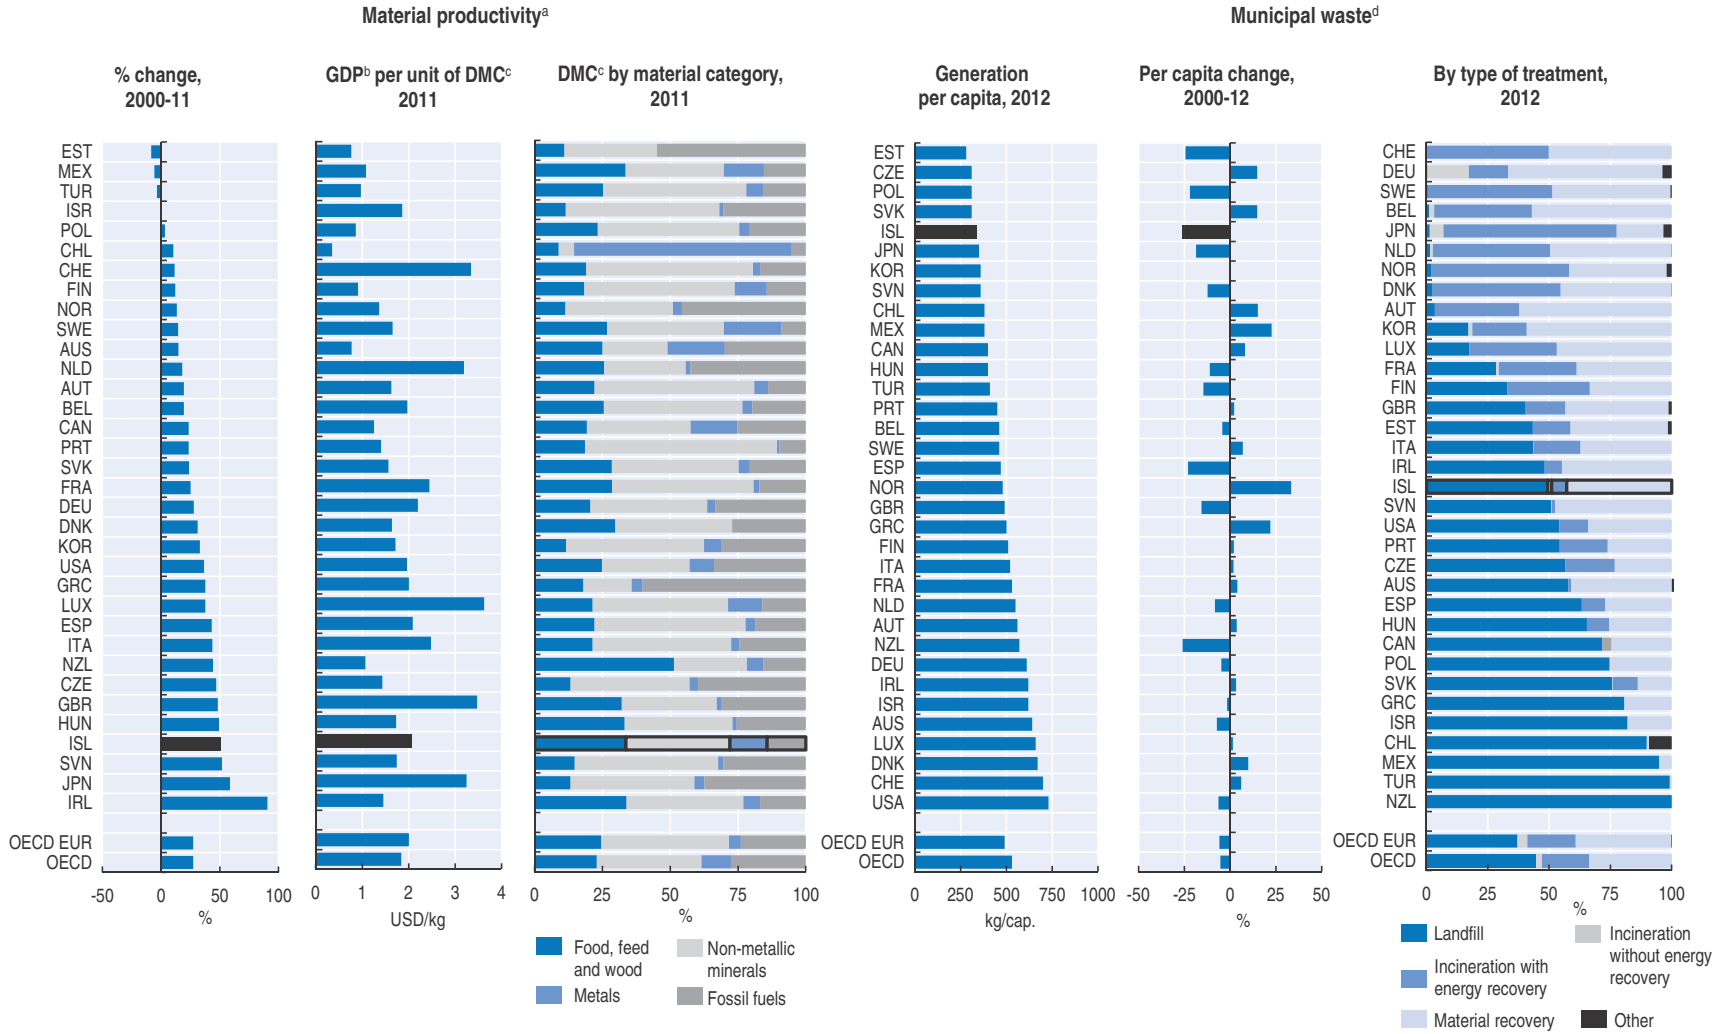 Material productivityᵃ
Municipal wasteᵈ
% change,
2000-11
GDPᵇ per unit of DMCᶜ
2011
DMCᶜ by material category,
2011
Generation
per capita, 2012
Per capita change,
2000-12
By type of treatment,
2012
EST
MEX
TUR
ISR
POL
CHL
CHE
FIN
NOR
SWE
AUS
NLD
AUT
BEL
CAN
PRT
SVK
FRA
DEU
DNK
KOR
USA
GRC
LUX
ESP
ITA
NZL
CZE
GBR
HUN
ISL
SVN
JPN
IRL
OECD EUR
OECD
-50 0 50 100
%
0 1 2 3 4
USD/kg
0 25 50 75 100
%
Food, feed
and wood
Non-metallic
minerals
Metals
Fossil fuels
EST
CZE
POL
SVK
ISL
JPN
KOR
SVN
CHL
MEX
CAN
HUN
TUR
PRT
BEL
SWE
ESP
NOR
GBR
GRC
FIN
ITA
FRA
NLD
AUT
NZL
DEU
IRL
ISR
AUS
LUX
DNK
CHE
USA
OECD EUR
OECD
0 250 500 750 1000
kg/cap.
-50 -25 0 25 50
%
CHE
DEU
SWE
BEL
JPN
NLD
NOR
DNK
AUT
KOR
LUX
FRA
FIN
GBR
EST
ITA
IRL
ISL
SVN
USA
PRT
CZE
AUS
ESP
HUN
CAN
POL
SVK
GRC
ISR
CHL
MEX
TUR
NZL
OECD EUR
OECD
0 25 50 75 100
%
Landfill
Incineration
without energy
recovery
Incineration with
energy recovery
Material recovery
Other